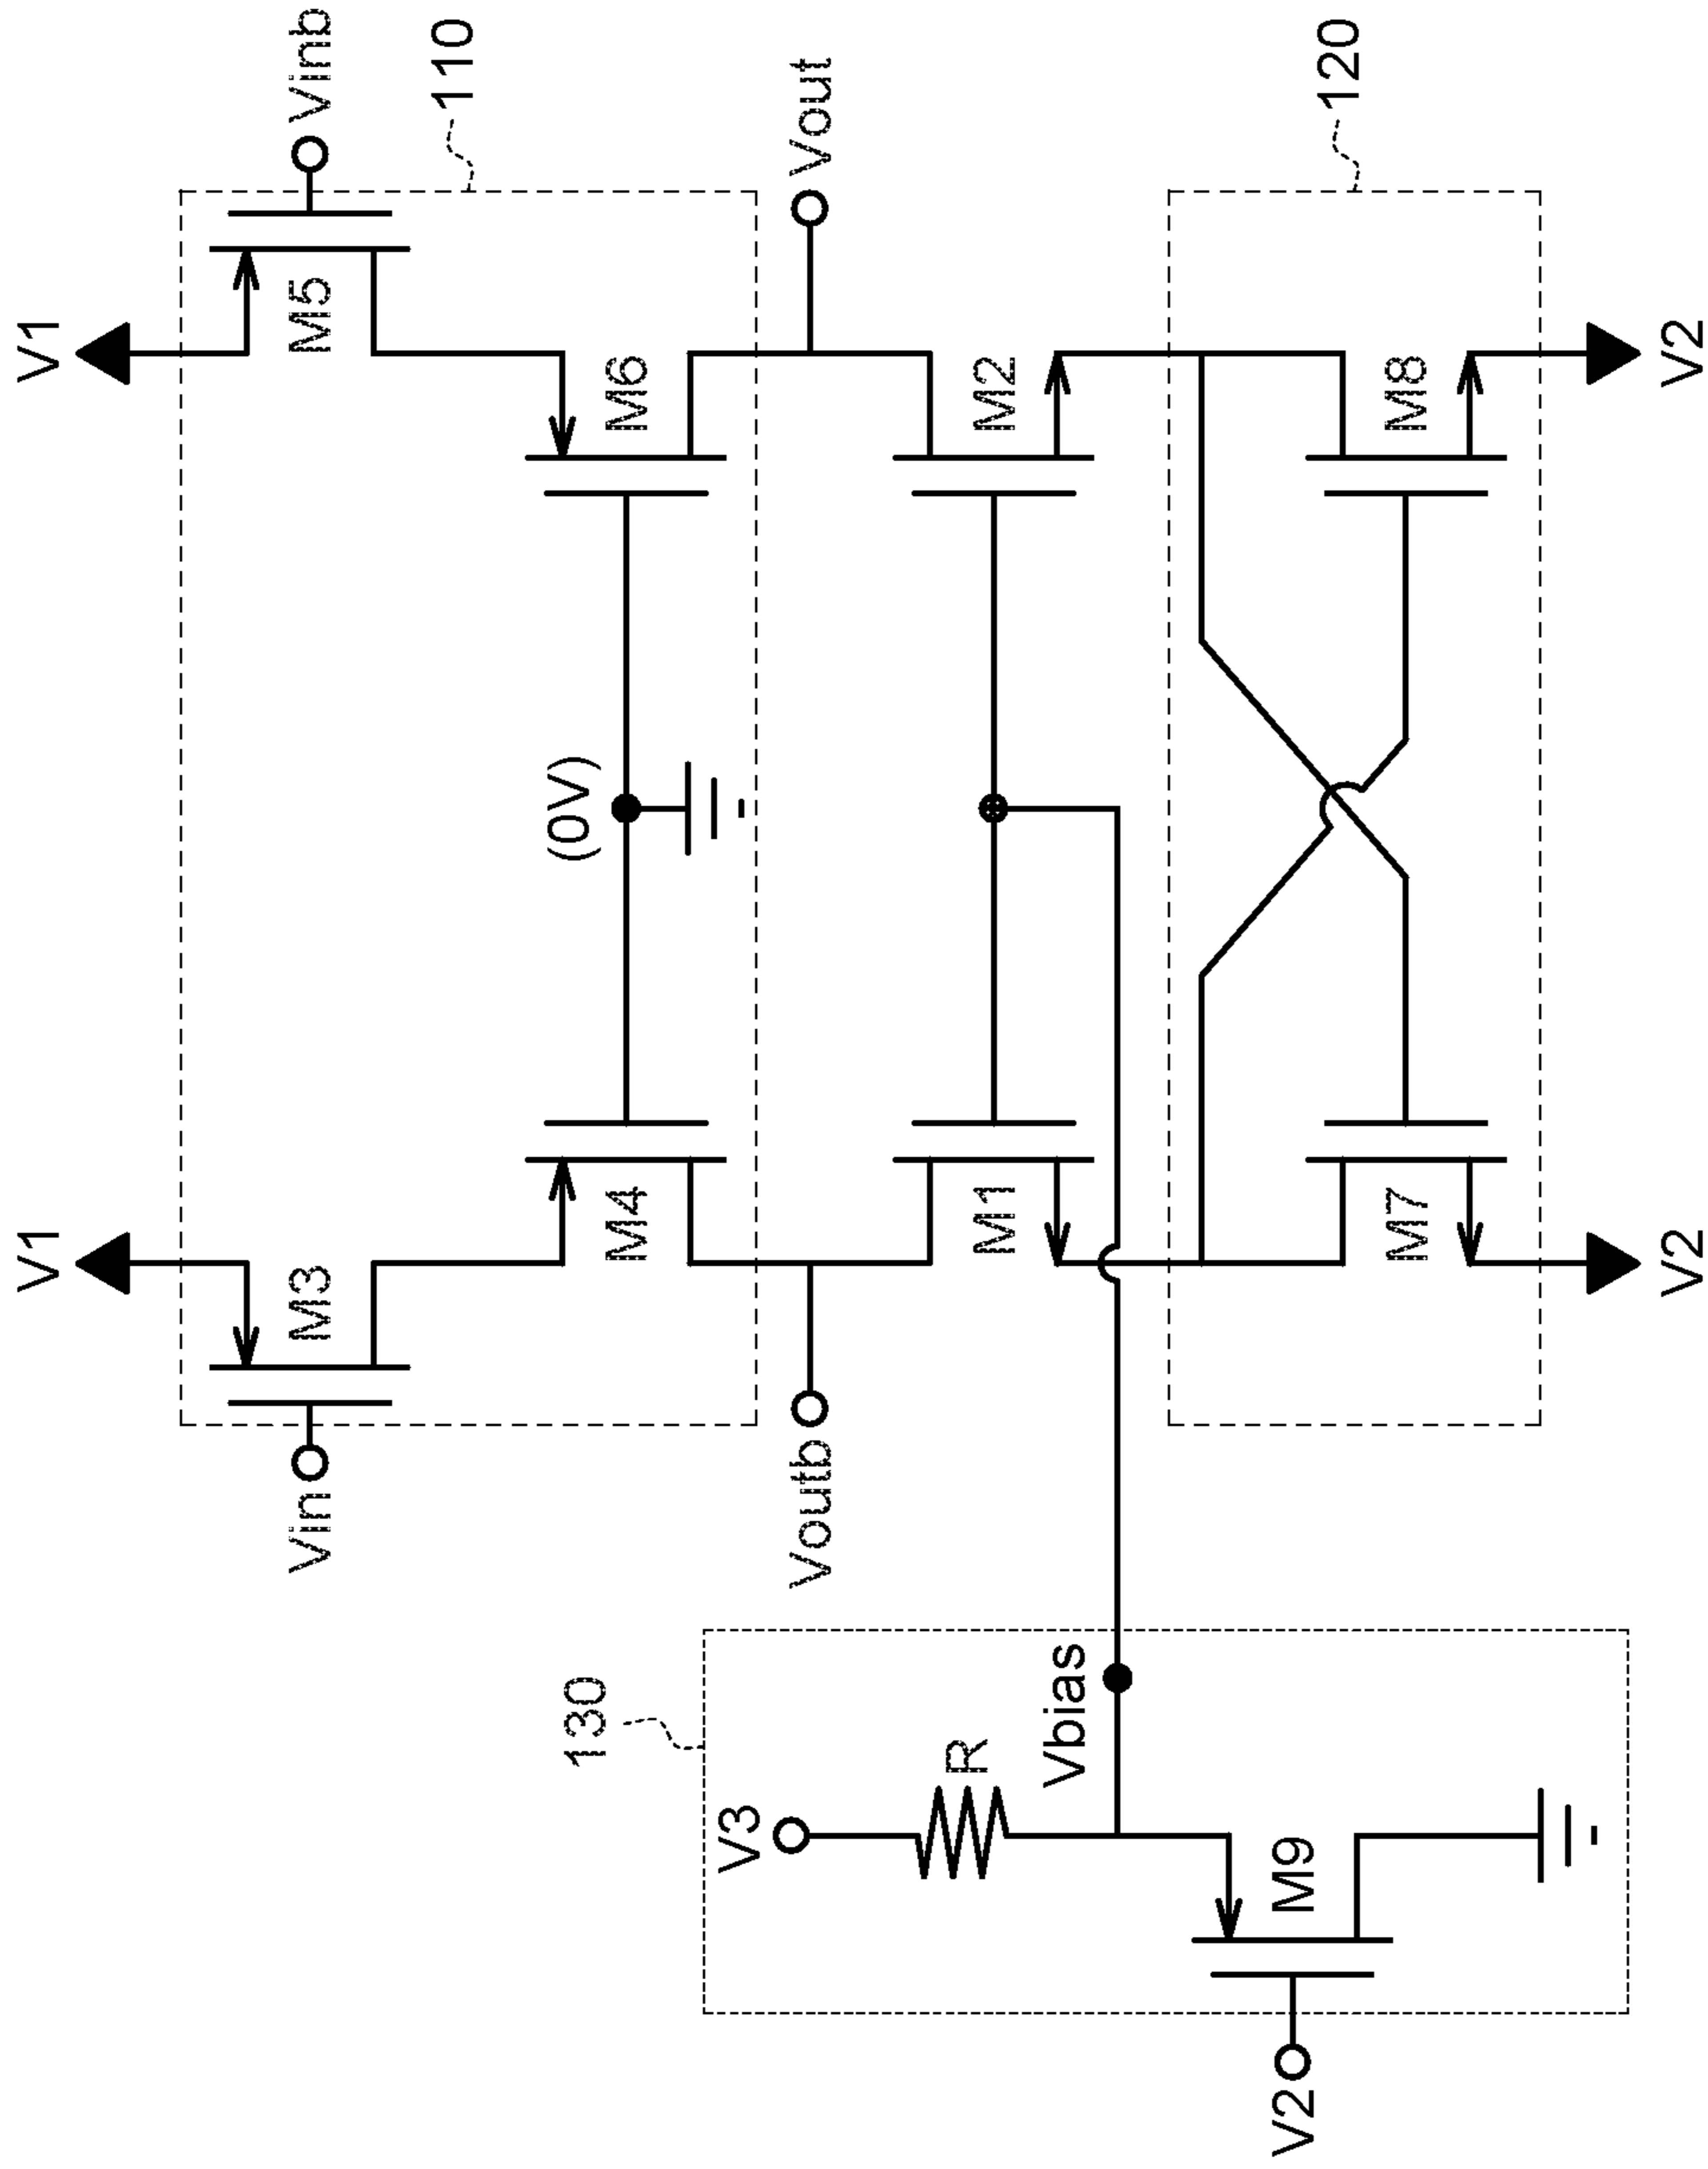 V1
V1
Vin
M3
M5
Vinb
110
130
(0V)
M4
M6
V3
Voutb
Vout
R
M1
M2
Vbias
V2
M9
120
M7
M8
V2
V2